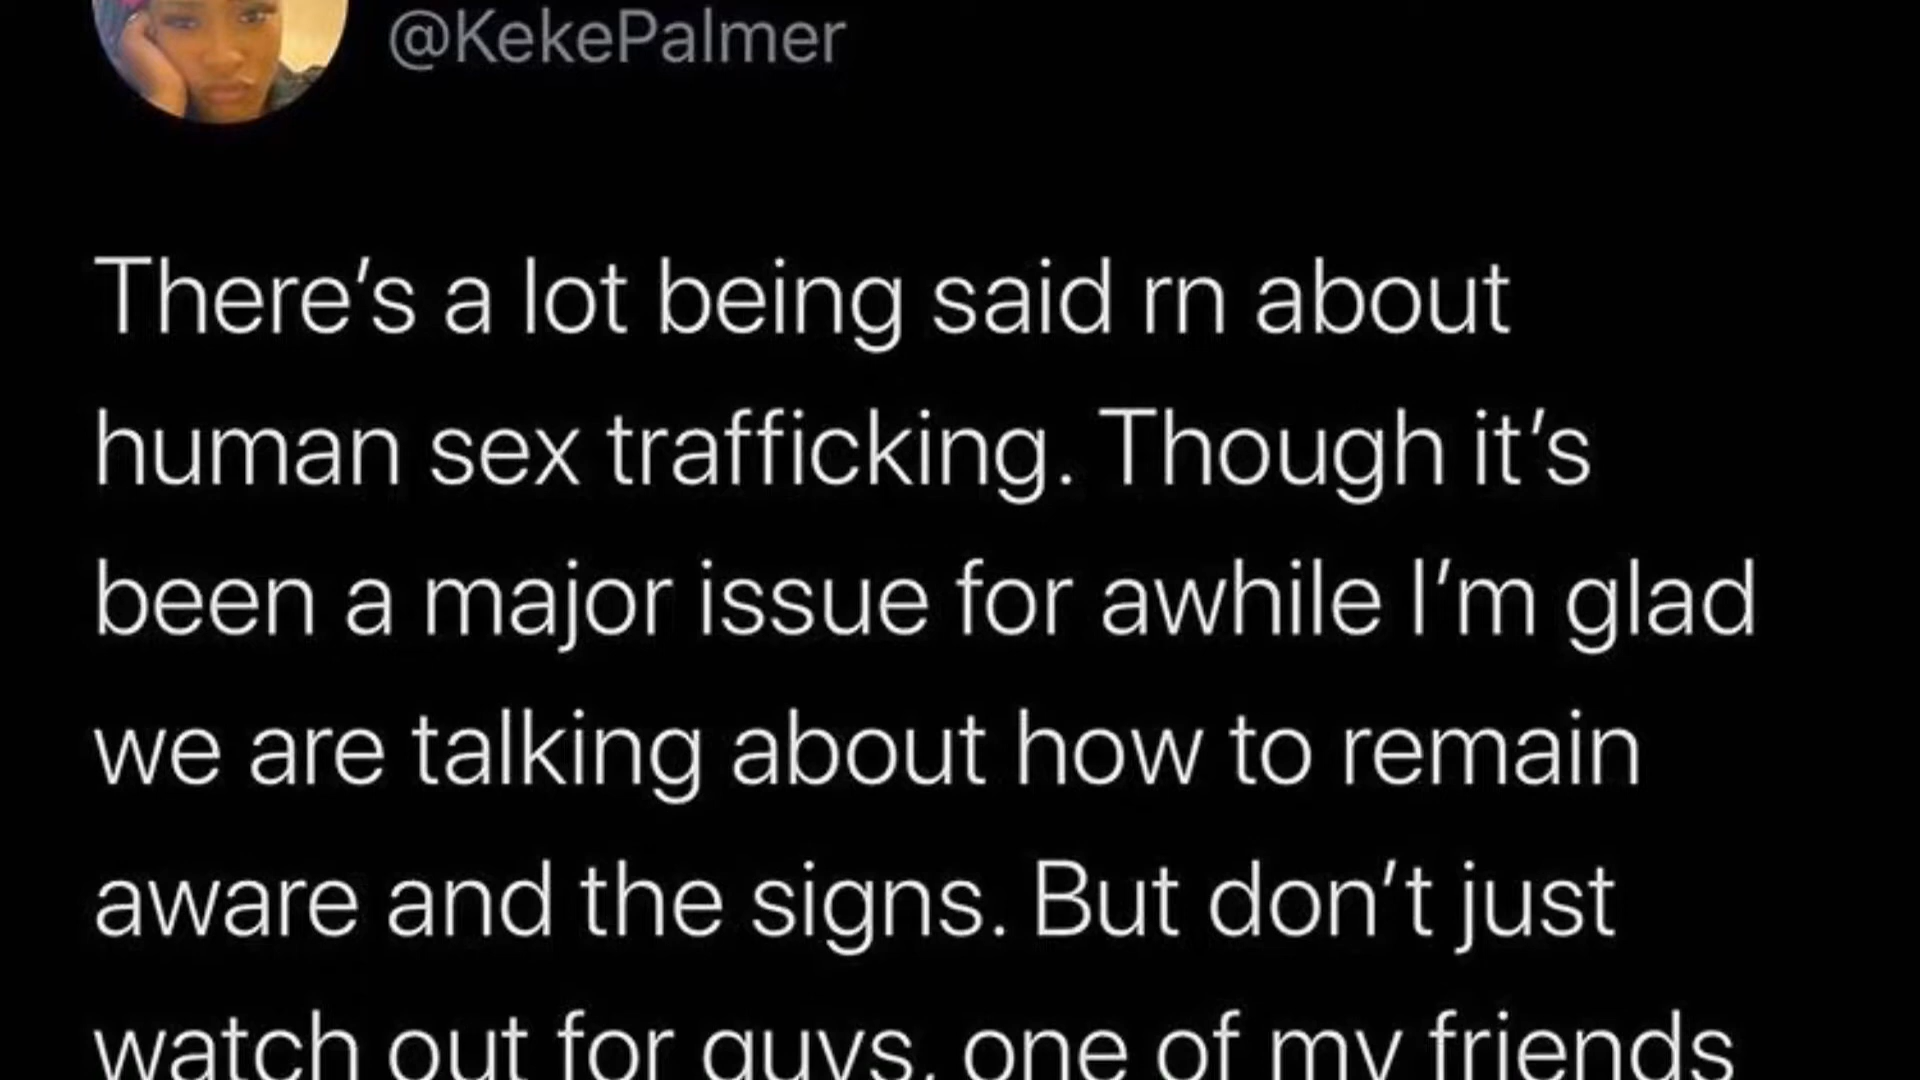 @KekePalmer
There’s a lot being said rn about
human sex trafficking. Though it’s
been a major issue for awhile I’m glad
we are talking about how to remain
aware and the signs. But don’t just
watch out for guys, one of my friends